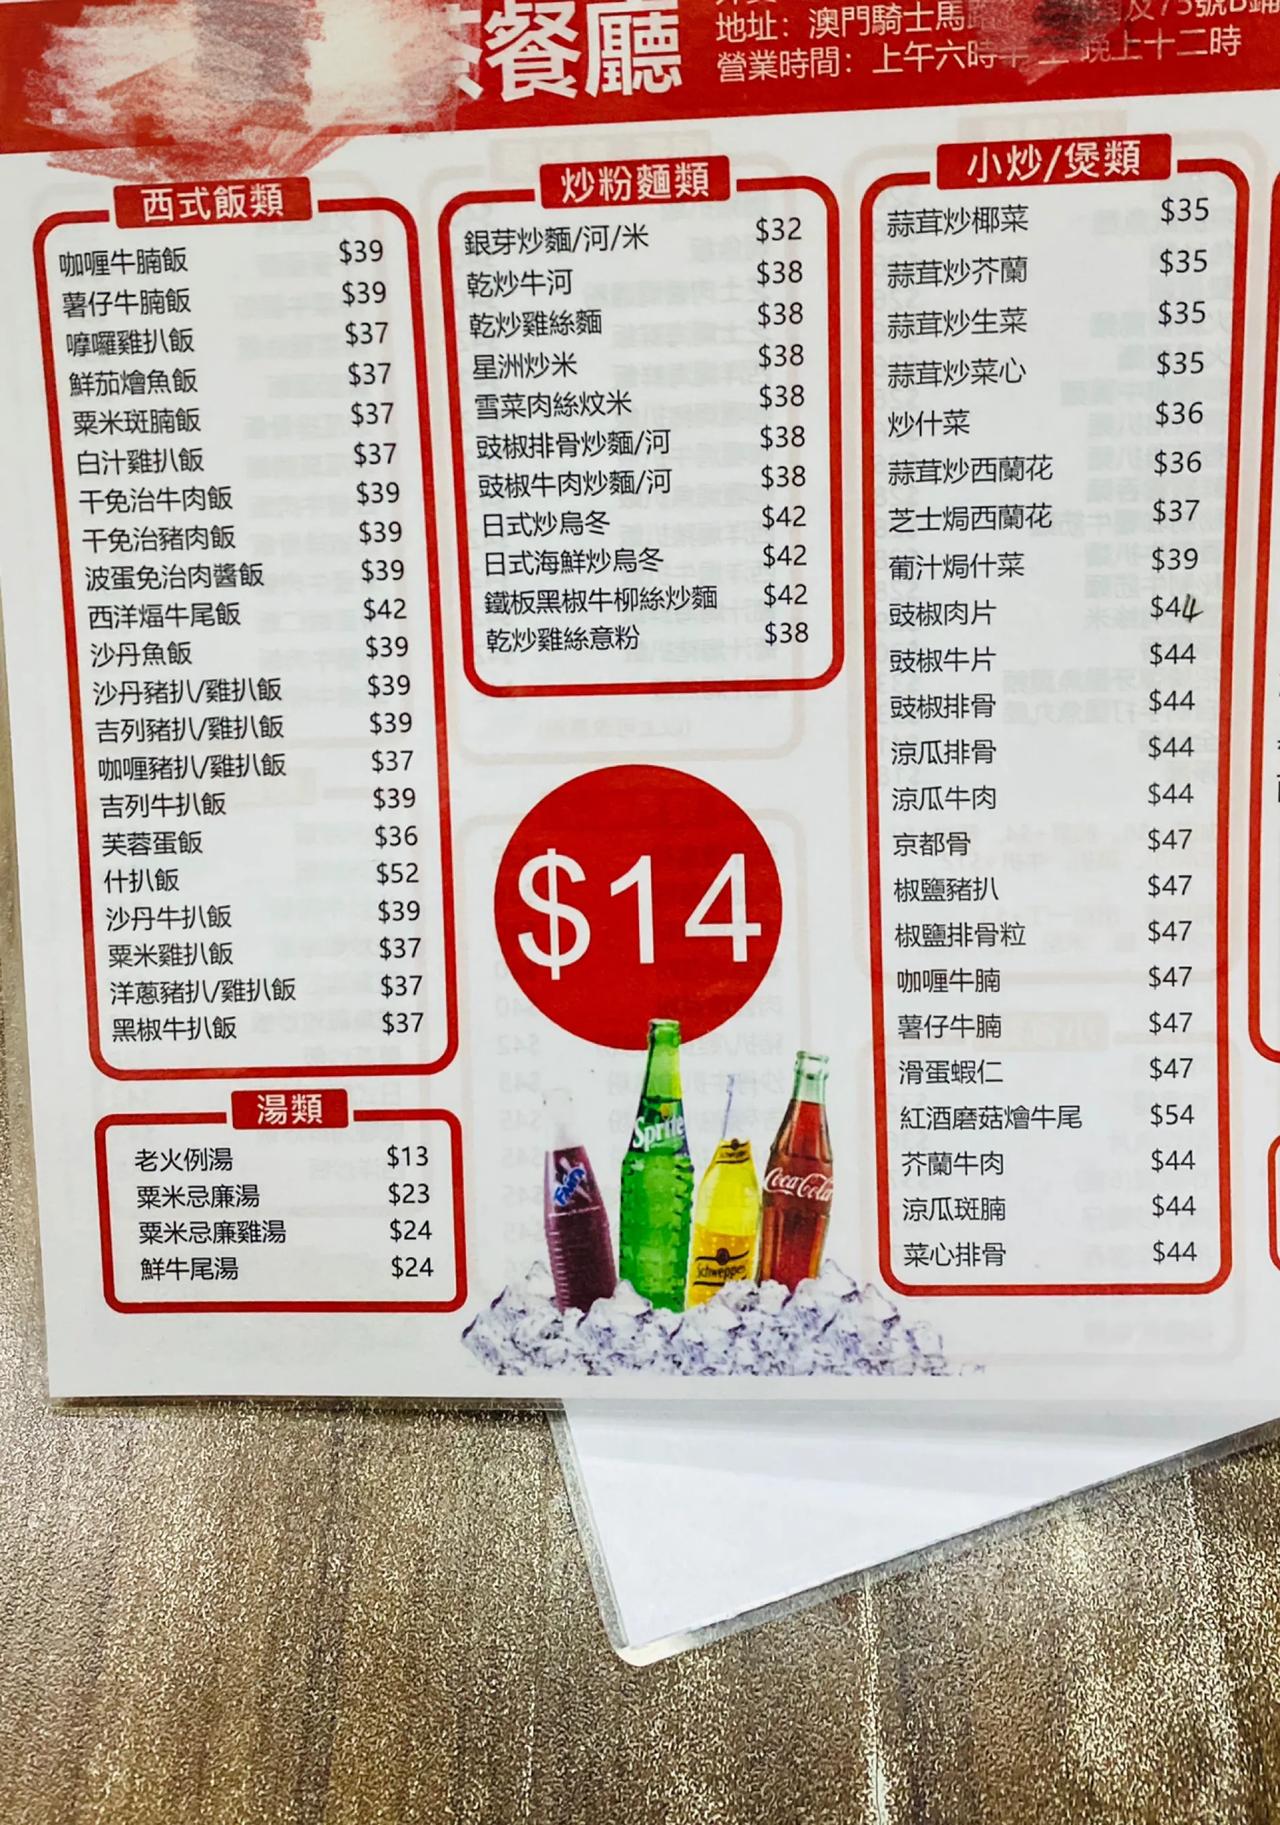 餐廳
地址：澳門騎士馬
營業時間：上午六時
晚上十二時
西式飯類
咖喱牛腩飯 $39
薯仔牛腩飯 $39
嚤囉雞扒飯 $37
鮮茄燴魚飯 $37
粟米斑腩飯 $37
白汁雞扒飯 $37
干免治牛肉飯 $39
干免治豬肉飯 $39
波蛋免治肉醬飯 $39
西洋煏牛尾飯 $42
沙丹魚飯 $39
沙丹豬扒/雞扒飯 $39
吉列豬扒/雞扒飯 $39
咖喱豬扒/雞扒飯 $37
吉列牛扒飯 $39
芙蓉蛋飯 $36
什扒飯 $52
沙丹牛扒飯 $39
粟米雞扒飯 $37
洋蔥豬扒/雞扒飯 $37
黑椒牛扒飯 $37
湯類
老火例湯 $13
粟米忌廉湯 $23
粟米忌廉雞湯 $24
鮮牛尾湯 $24
炒粉麵類
銀芽炒麵/河/米 $32
乾炒牛河 $38
乾炒雞絲麵 $38
星洲炒米 $38
雪菜肉絲炆米 $38
豉椒排骨炒麵/河 $38
豉椒牛肉炒麵/河 $38
日式炒烏冬 $42
日式海鮮炒烏冬 $42
鐵板黑椒牛柳絲炒麵 $42
乾炒雞絲意粉 $38
$14
Fanta
Sprite
Schweppes
Coca-Cola
小炒/煲類
蒜茸炒椰菜 $35
蒜茸炒芥蘭 $35
蒜茸炒生菜 $35
蒜茸炒菜心 $35
炒什菜 $36
蒜茸炒西蘭花 $36
芝士焗西蘭花 $37
葡汁焗什菜 $39
豉椒肉片 $44
豉椒牛片 $44
豉椒排骨 $44
涼瓜排骨 $44
涼瓜牛肉 $44
京都骨 $47
椒鹽豬扒 $47
椒鹽排骨粒 $47
咖喱牛腩 $47
薯仔牛腩 $47
滑蛋蝦仁 $47
紅酒磨菇燴牛尾 $54
芥蘭牛肉 $44
涼瓜斑腩 $44
菜心排骨 $44